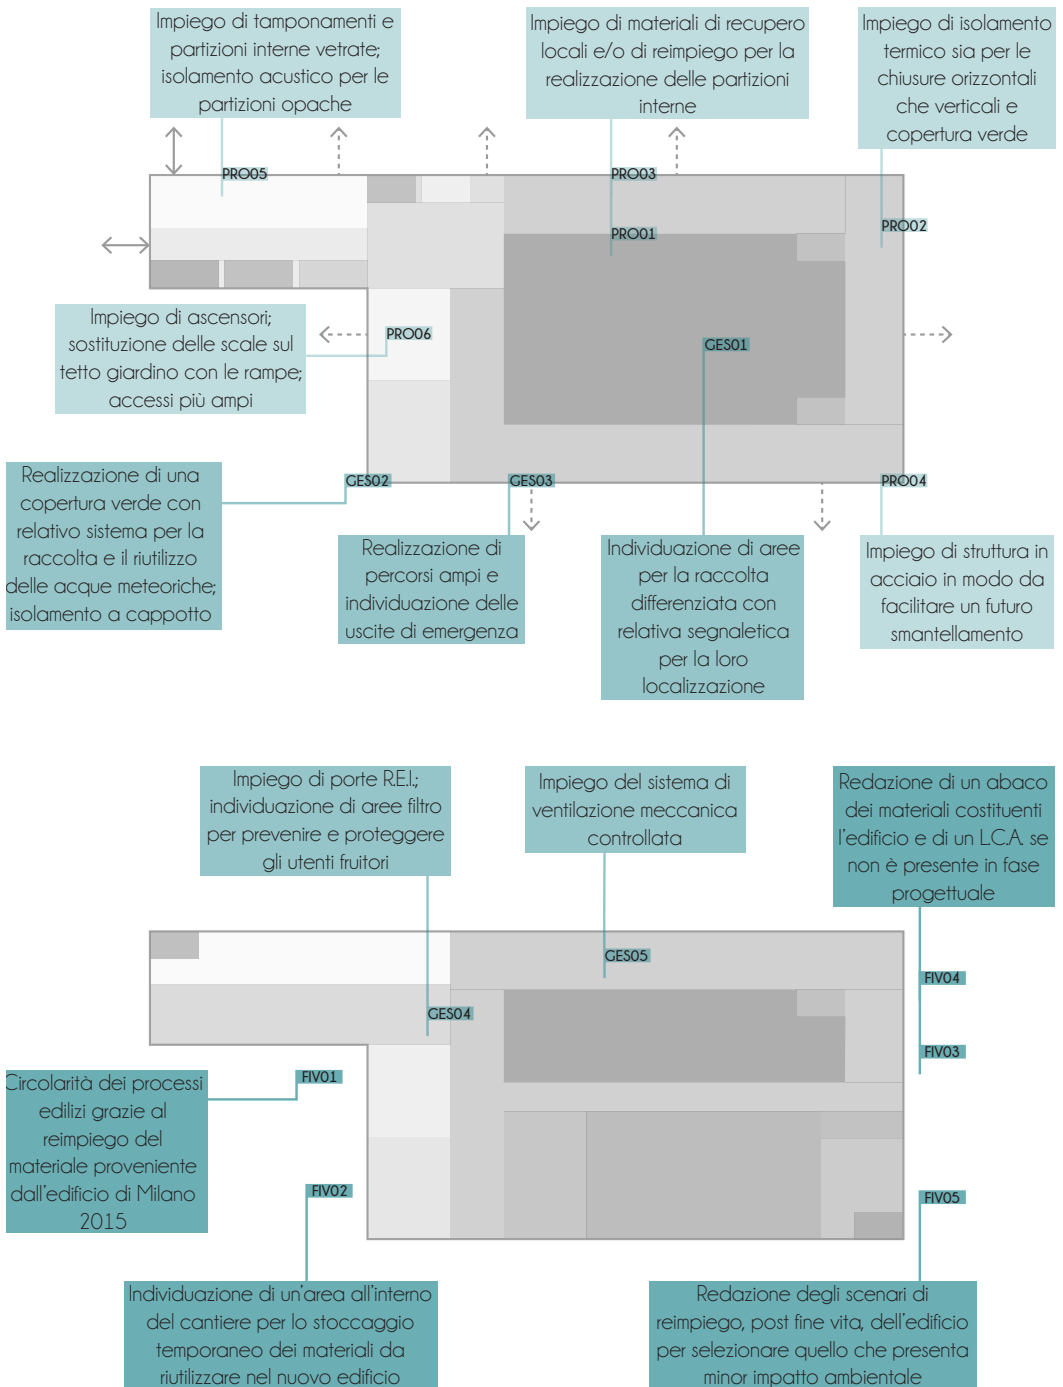 Impiego di tamponamenti e
partizioni interne vetrate;
isolamento acustico per le
partizioni opache
Impiego di materiali di recupero
locali e/o di reimpiego per la
realizzazione delle partizioni
interne
Impiego di isolamento
termico sia per le
chiusure orizzontali
che verticali e
copertura verde
PRO05
PRO03
PRO01
PRO02
Impiego di ascensori;
sostituzione delle scale sul
tetto giardino con le rampe;
accessi più ampi
PRO06
GES01
Realizzazione di una
copertura verde con
relativo sistema per la
raccolta e il riutilizzo
delle acque meteoriche;
isolamento a cappotto
GES02
GES03
PRO04
Realizzazione di
percorsi ampi e
individuazione delle
uscite di emergenza
Individuazione di aree
per la raccolta
differenziata con
relativa segnaletica
per la loro
localizzazione
Impiego di struttura in
acciaio in modo da
facilitare un futuro
smantellamento
Impiego di porte R.E.I.;
individuazione di aree filtro
per prevenire e proteggere
gli utenti fruitori
Impiego del sistema di
ventilazione meccanica
controllata
Redazione di un abaco
dei materiali costituenti
l'edificio e di un L.C.A. se
non è presente in fase
progettuale
GES05
FIV04
GES04
FIV03
FIV01
Circolarità dei processi
edilizi grazie al
reimpiego del
materiale proveniente
dall'edificio di Milano
2015
FIV02
FIV05
Individuazione di un'area all'interno
del cantiere per lo stoccaggio
temporaneo dei materiali da
riutilizzare nel nuovo edificio
Redazione degli scenari di
reimpiego, post fine vita, dell'edificio
per selezionare quello che presenta
minor impatto ambientale